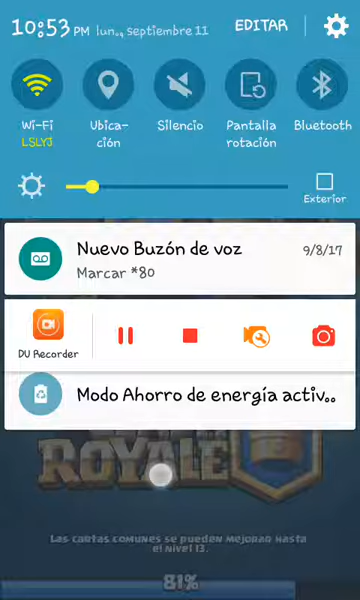 10:53 PM lun., septiembre 11 EDITAR
Wi-Fi
LSLYJ
Ubica-
ción
Silencio
Pantalla
rotación
Bluetooth
Exterior
Nuevo Buzón de voz 9/8/17
Marcar *80
DU Recorder
Modo Ahorro de energía activ..
ROYALE
Las cartas comunes se pueden mejorar hasta
el nivel 13.
81%